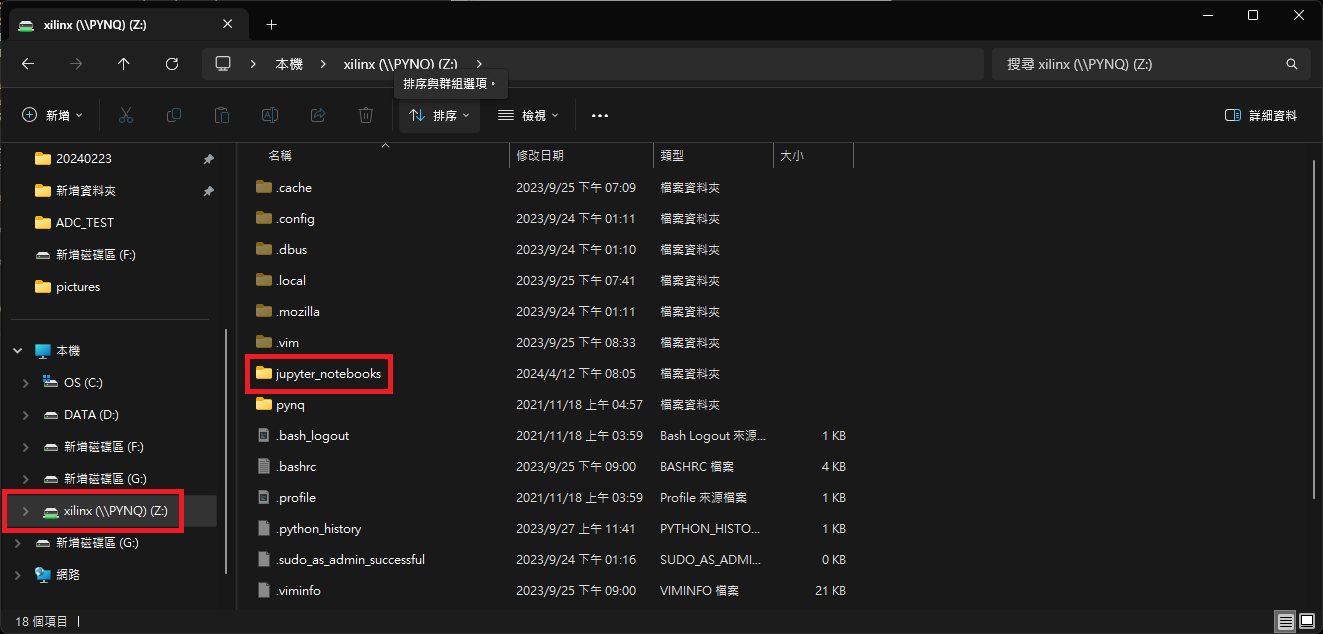 xilinx (\\PYNQ) (Z:)
本機 xilinx (\\PYNQ) (Z:)
搜尋 xilinx (\\PYNQ) (Z:)
排序與群組選項。
新增 排序 檢視 詳細資料
20240223
新增資料夾
ADC_TEST
新增磁碟區 (F:)
pictures
本機
OS (C:)
DATA (D:)
新增磁碟區 (F:)
新增磁碟區 (G:)
xilinx (\\PYNQ) (Z:)
新增磁碟區 (G:)
網路
名稱 修改日期 類型 大小
.cache 2023/9/25 下午 07:09 檔案資料夾
.config 2023/9/24 下午 01:11 檔案資料夾
.dbus 2023/9/24 下午 01:10 檔案資料夾
.local 2023/9/25 下午 07:41 檔案資料夾
.mozilla 2023/9/24 下午 01:11 檔案資料夾
.vim 2023/9/25 下午 08:33 檔案資料夾
jupyter_notebooks 2024/4/12 下午 08:05 檔案資料夾
pynq 2021/11/18 上午 04:57 檔案資料夾
.bash_logout 2021/11/18 上午 03:59 Bash Logout 來源... 1 KB
.bashrc 2023/9/25 下午 09:00 BASHRC 檔案 4 KB
.profile 2021/11/18 上午 03:59 Profile 來源檔案 1 KB
.python_history 2023/9/27 上午 11:41 PYTHON_HISTO... 1 KB
.sudo_as_admin_successful 2023/9/24 下午 01:16 SUDO_AS_ADMI... 0 KB
.viminfo 2023/9/25 下午 09:00 VIMINFO 檔案 21 KB
18 個項目